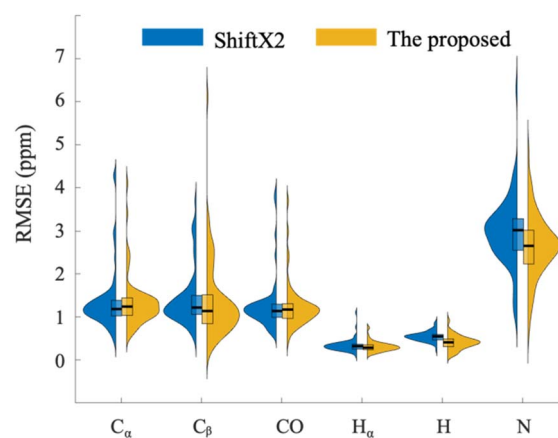 ShiftX2 The proposed
RMSE (ppm)
7
6
5
4
3
2
1
0
Cα Cβ CO Hα H N